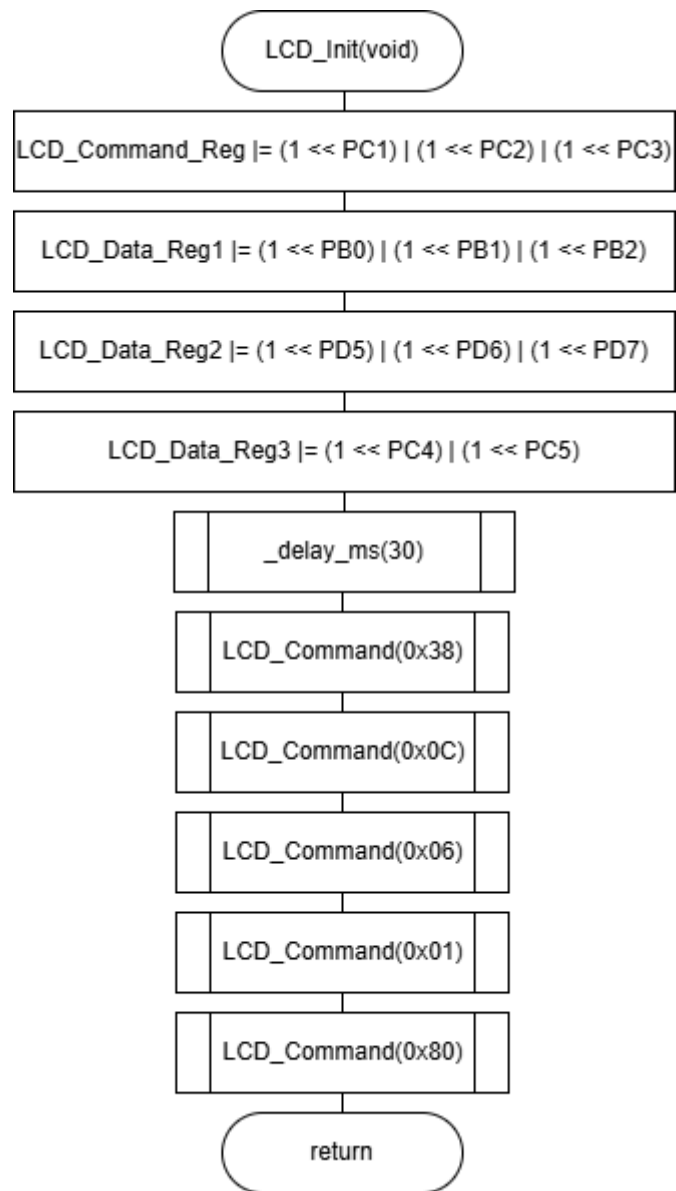 LCD_Init(void)
LCD_Command_Reg |= (1 << PC1) | (1 << PC2) | (1 << PC3)
LCD_Data_Reg1 |= (1 << PB0) | (1 << PB1) | (1 << PB2)
LCD_Data_Reg2 |= (1 << PD5) | (1 << PD6) | (1 << PD7)
LCD_Data_Reg3 |= (1 << PC4) | (1 << PC5)
_delay_ms(30)
LCD_Command(0x38)
LCD_Command(0x0C)
LCD_Command(0x06)
LCD_Command(0x01)
LCD_Command(0x80)
return